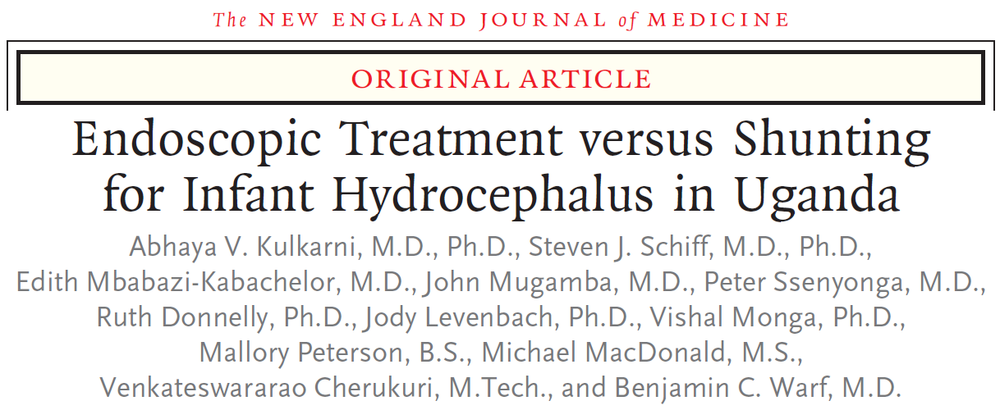 The NEW ENGLAND JOURNAL of MEDICINE
ORIGINAL ARTICLE
Endoscopic Treatment versus Shunting
for Infant Hydrocephalus in Uganda
Abhaya V. Kulkarni, M.D., Ph.D., Steven J. Schiff, M.D., Ph.D.,
Edith Mbabazi-Kabachelor, M.D., John Mugamba, M.D., Peter Ssenyonga, M.D.,
Ruth Donnelly, Ph.D., Jody Levenbach, Ph.D., Vishal Monga, Ph.D.,
Mallory Peterson, B.S., Michael MacDonald, M.S.,
Venkateswararao Cherukuri, M.Tech., and Benjamin C. Warf, M.D.